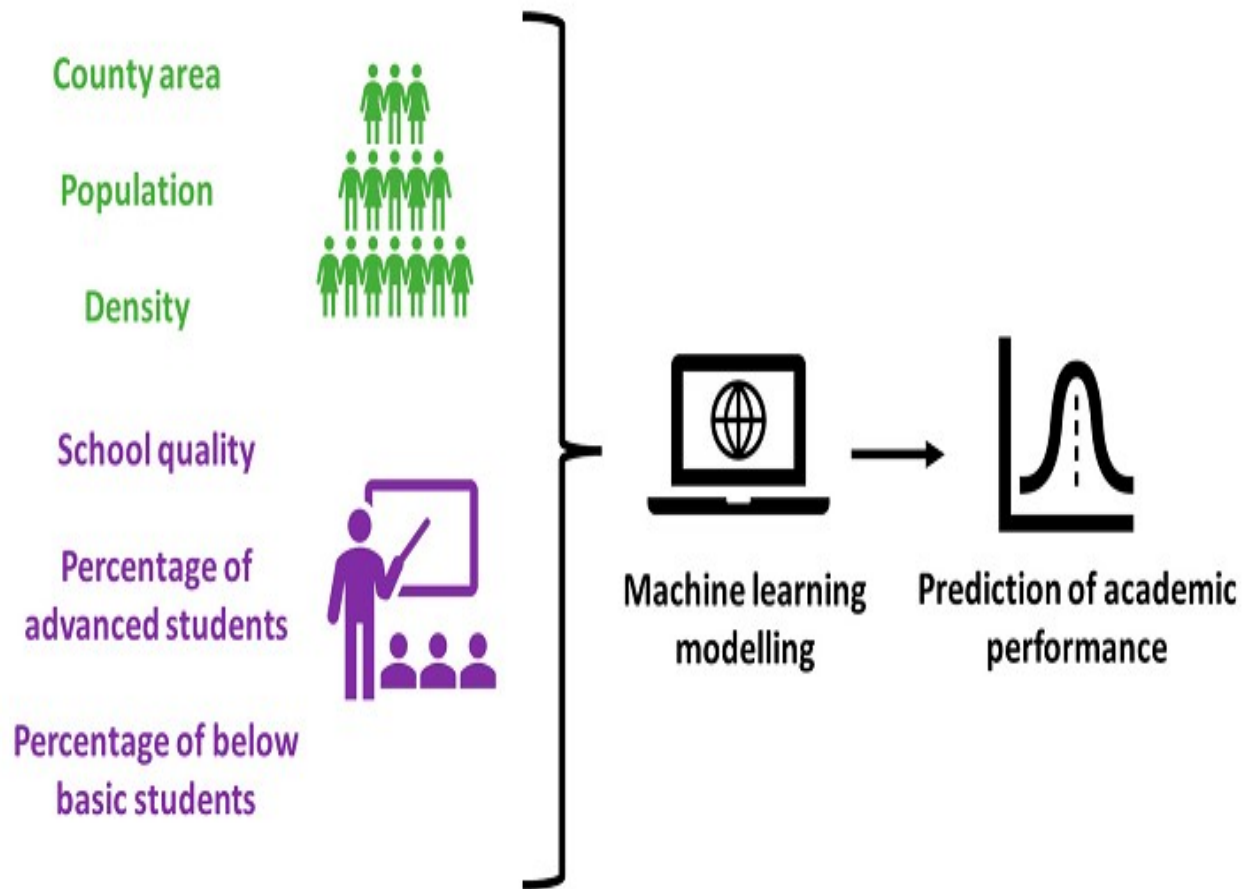 County area
Population
Density
School quality
Percentage of
advanced students
Percentage of below
basic students
Machine learning
modelling
Prediction of academic
performance